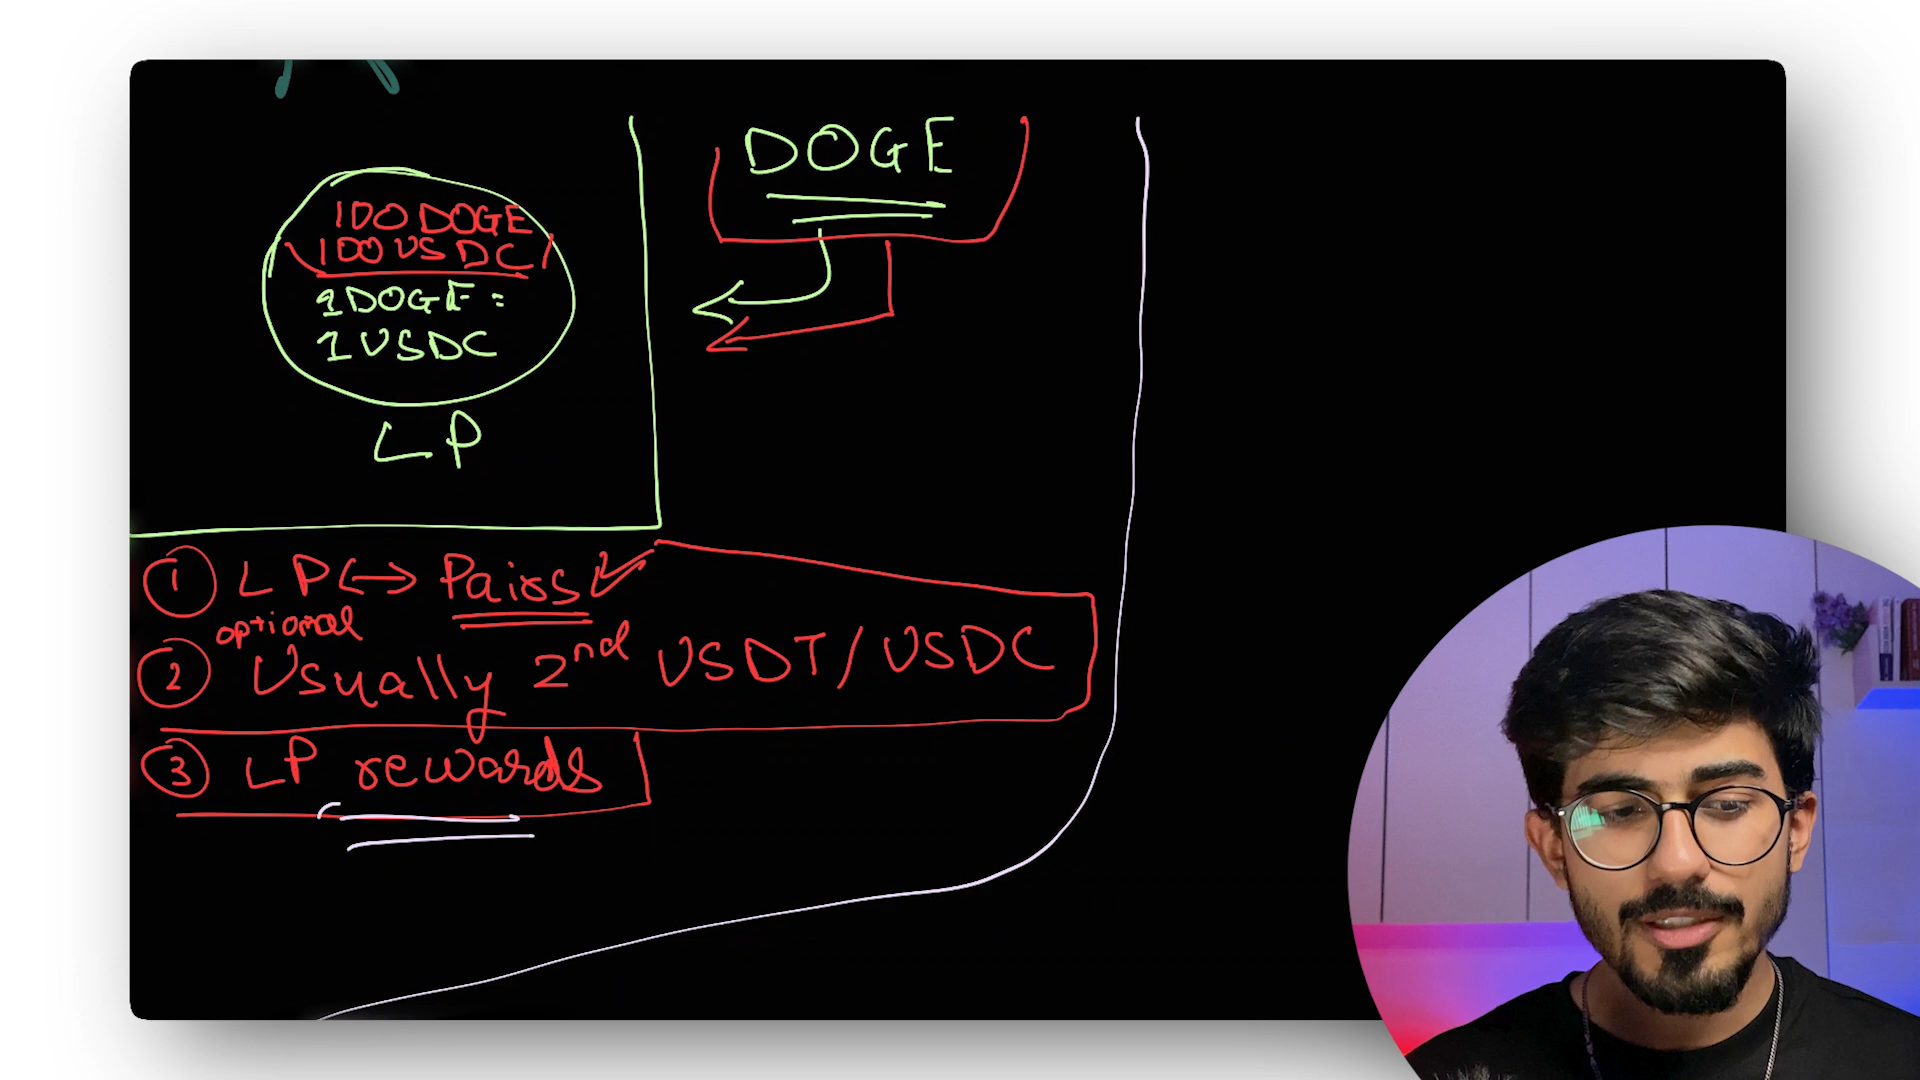 DOGE
100 DOGE
100 USDC
1 DOGE =
1 USDC
LP
1 LP <-> Pairs
optional
2 Usually 2nd USDT/USDC
3 LP rewards